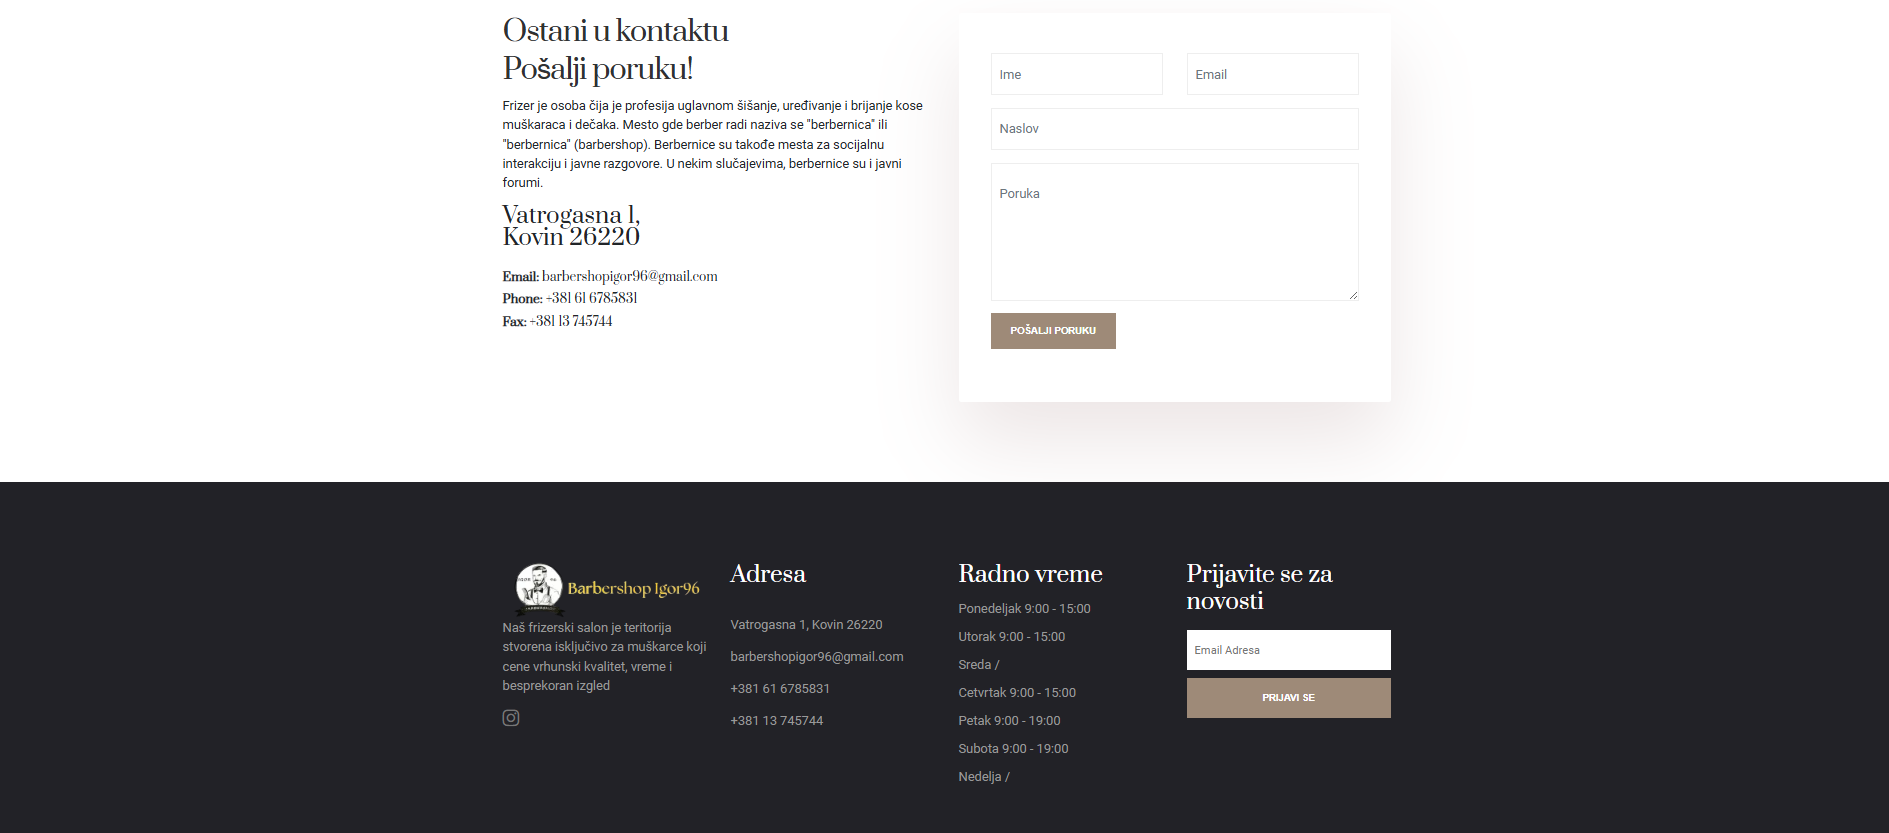 Ostani u kontaktu
Pošalji poruku!
Frizer je osoba čija je profesija uglavnom šišanje, uređivanje i brijanje kose
muškaraca i dečaka. Mesto gde berber radi naziva se "berbernica" ili
"berbernica" (barbershop). Berbernice su takođe mesta za socijalnu
interakciju i javne razgovore. U nekim slučajevima, berbernice su i javni
forumi.
Vatrogasna 1,
Kovin 26220
Email: barbershopigor96@gmail.com
Phone: +381 61 6785831
Fax: +381 13 745744
Ime
Email
Naslov
Poruka
POŠALJI PORUKU
Barbershop Igor96
Naš frizerski salon je teritorija
stvorena isključivo za muškarce koji
cene vrhunski kvalitet, vreme i
besprekoran izgled
Adresa
Vatrogasna 1, Kovin 26220
barbershopigor96@gmail.com
+381 61 6785831
+381 13 745744
Radno vreme
Ponedeljak 9:00 - 15:00
Utorak 9:00 - 15:00
Sreda /
Cetvrtak 9:00 - 15:00
Petak 9:00 - 19:00
Subota 9:00 - 19:00
Nedelja /
Prijavite se za
novosti
Email Adresa
PRIJAVI SE